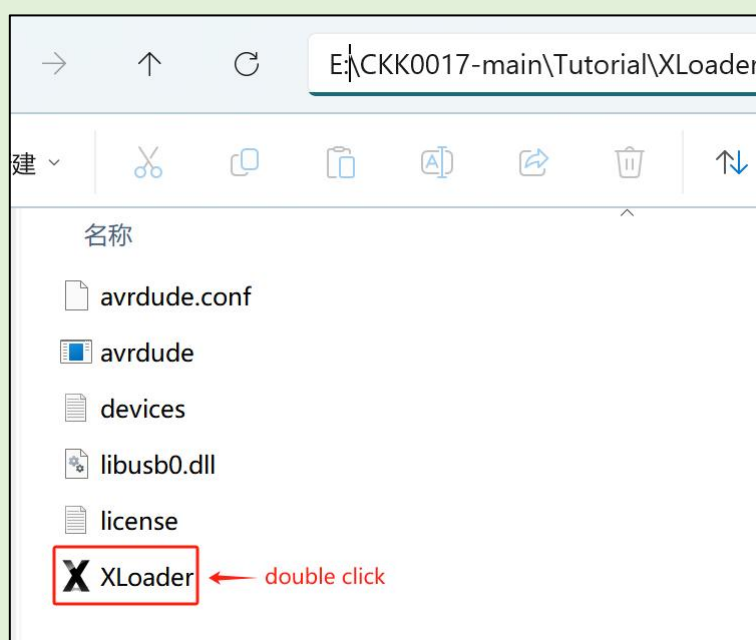 E:\CKK0017-main\Tutorial\XLoader
建
名称
avrdude.conf
avrdude
devices
libusb0.dll
license
XLoader
double click